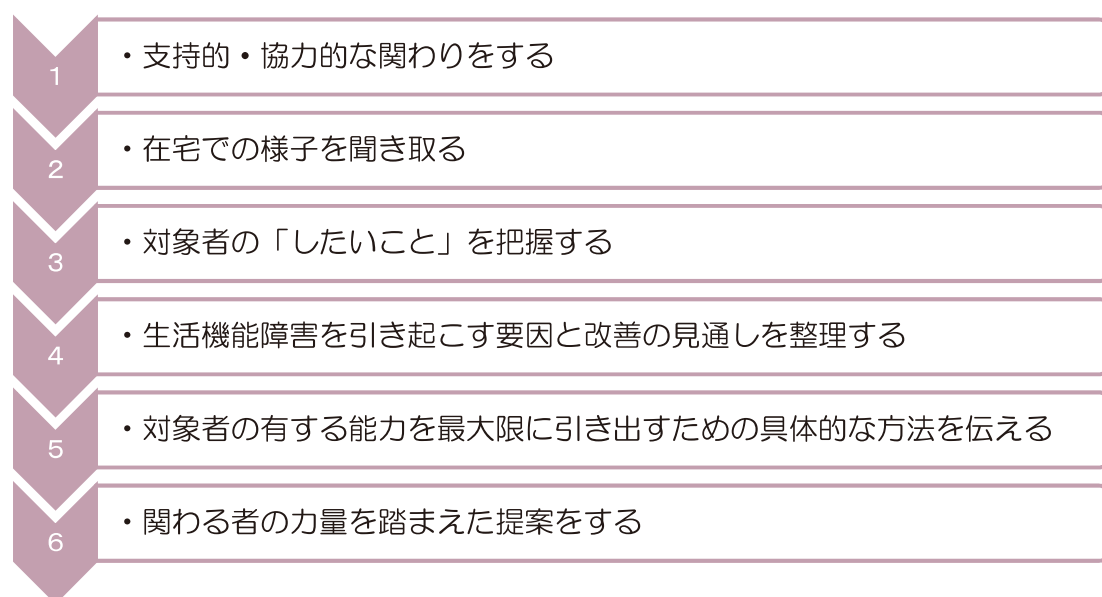 1
・支持的・協力的な関わりをする
2
・在宅での様子を聞き取る
3
・対象者の「したいこと」を把握する
4
・生活機能障害を引き起こす要因と改善の見通しを整理する
5
・対象者の有する能力を最大限に引き出すための具体的な方法を伝える
6
・関わる者の力量を踏まえた提案をする